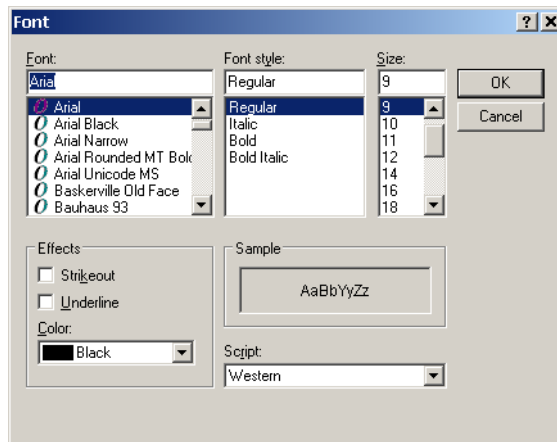 Font
Font: Font style: Size:
Arial Regular 9
OK
Cancel
Arial
Arial Black
Arial Narrow
Arial Rounded MT Bolc
Arial Unicode MS
Baskerville Old Face
Bauhaus 93
Regular
Italic
Bold
Bold Italic
9
10
11
12
14
16
18
Effects
Strikeout
Underline
Color:
Black
Sample
AaBbYyZz
Script:
Western